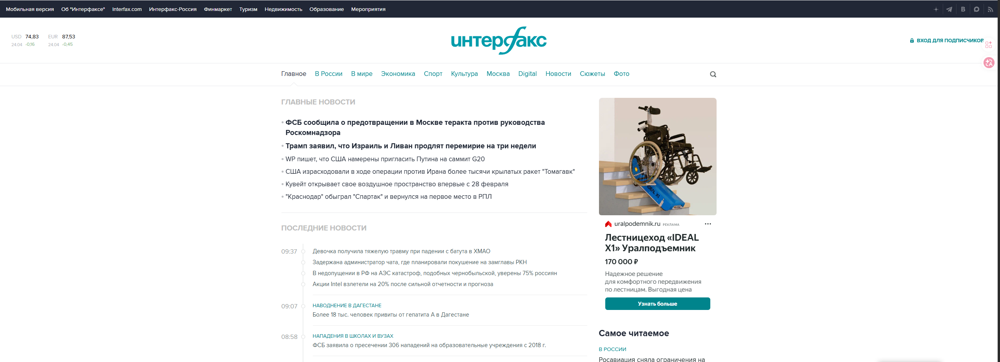 Мобильная версия Об "Интерфаксе" Interfax.com Интерфакс-Россия Финмаркет Туризм Недвижимость Образование Мероприятия
USD 74,83 EUR 87,53
24.04 -0,16 24.04 -0,45
интерфакс
ВХОД ДЛЯ ПОДПИСЧИКОВ
Главное В России В мире Экономика Спорт Культура Москва Digital Новости Сюжеты Фото
ГЛАВНЫЕ НОВОСТИ
ФСБ сообщила о предотвращении в Москве теракта против руководства
Роскомнадзора
Трамп заявил, что Израиль и Ливан продлят перемирие на три недели
WP пишет, что США намерены пригласить Путина на саммит G20
США израсходовали в ходе операции против Ирана более тысячи крылатых ракет "Томагавк"
Кувейт открывает свое воздушное пространство впервые с 28 февраля
"Краснодар" обыграл "Спартак" и вернулся на первое место в РПЛ
ПОСЛЕДНИЕ НОВОСТИ
09:37 Девочка получила тяжелую травму при падении с батута в ХМАО
Задержана администратор чата, где планировали покушение на замглавы РКН
В недопущении в РФ на АЭС катастроф, подобных чернобыльской, уверены 75% россиян
Акции Intel взлетели на 20% после сильной отчетности и прогноза
09:07 НАВОДНЕНИЕ В ДАГЕСТАНЕ
Более 18 тыс. человек привиты от гепатита А в Дагестане
08:58 НАПАДЕНИЯ В ШКОЛАХ И ВУЗАХ
ФСБ заявила о пресечении 306 нападений на образовательные учреждения с 2018 г.
IDEAL X1
uralpodemnik.ru РЕКЛАМА
Лестницеход «IDEAL
X1» Уралподъемник
170 000 ₽
Надежное решение
для комфортного передвижения
по лестницам. Выгодная цена
Узнать больше
Самое читаемое
В РОССИИ
Росавиация сняла ограничения на